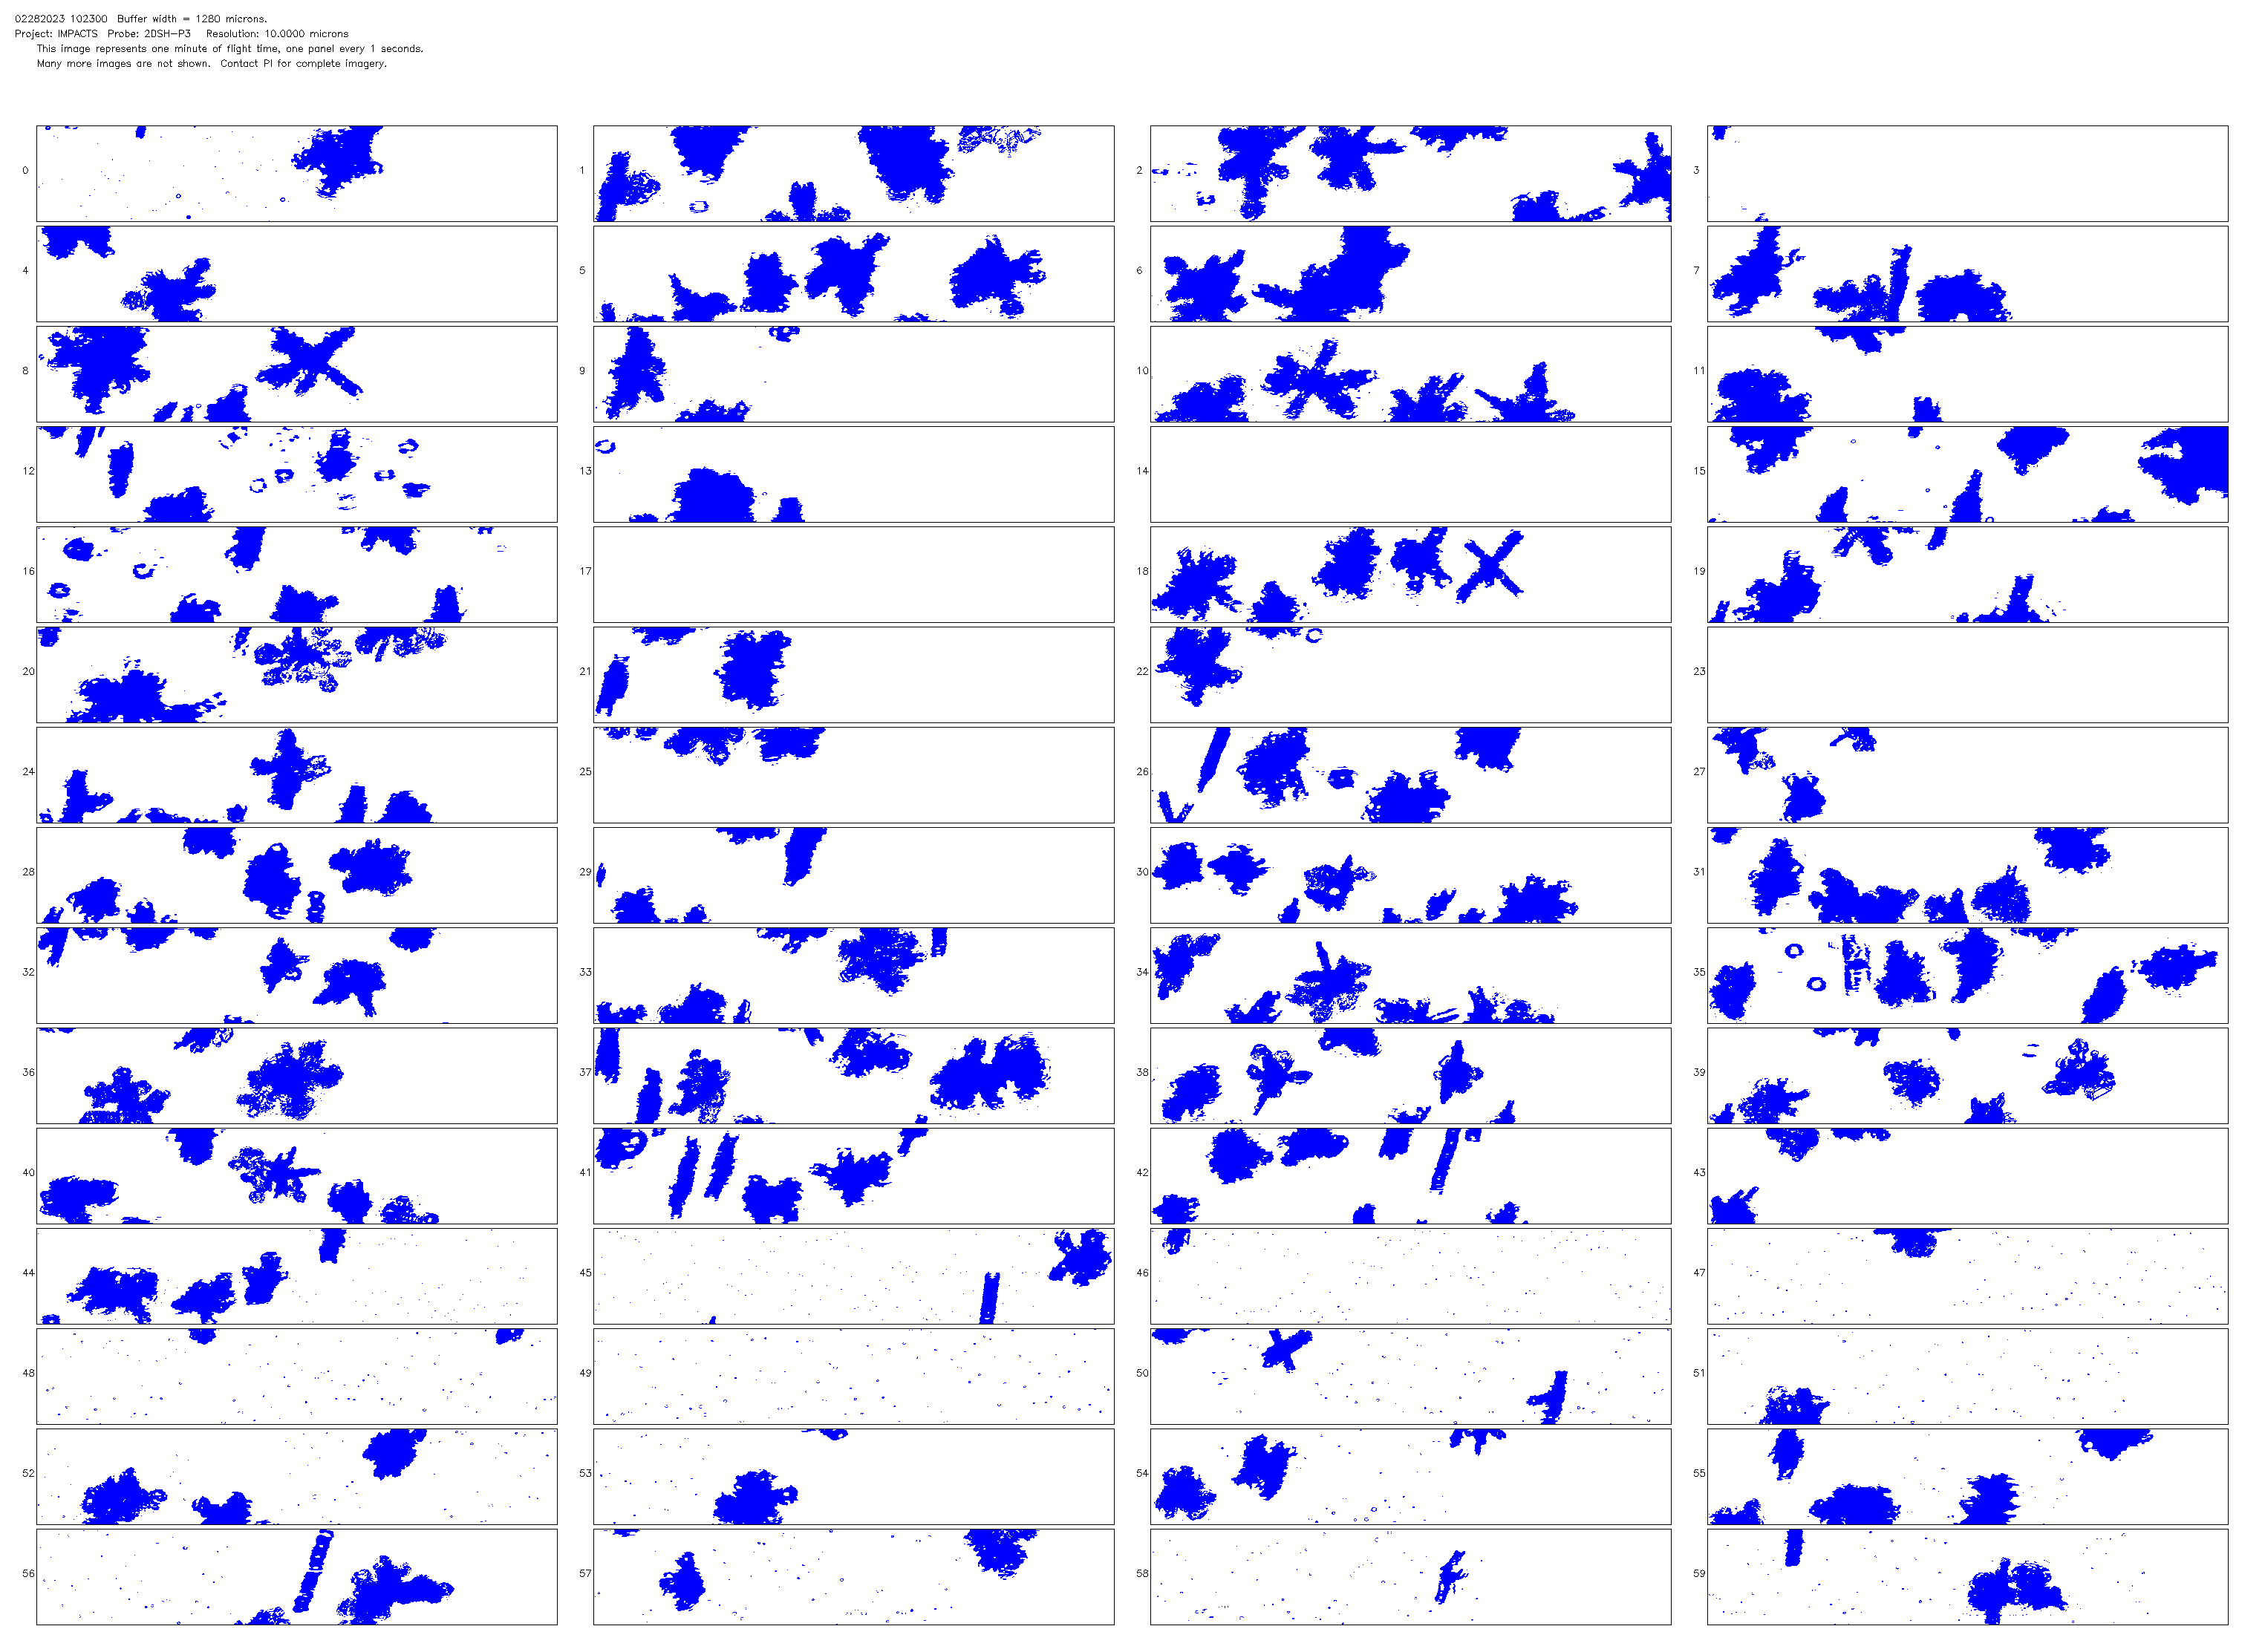 02282023 102300  Buffer width = 1280 microns.
Project: IMPACTS  Probe: 2DSH-P3  Resolution: 10.0000 microns
This image represents one minute of flight time, one panel every 1 seconds.
Many more images are not shown.  Contact PI for complete imagery.
0 1 2 3
4 5 6 7
8 9 10 11
12 13 14 15
16 17 18 19
20 21 22 23
24 25 26 27
28 29 30 31
32 33 34 35
36 37 38 39
40 41 42 43
44 45 46 47
48 49 50 51
52 53 54 55
56 57 58 59